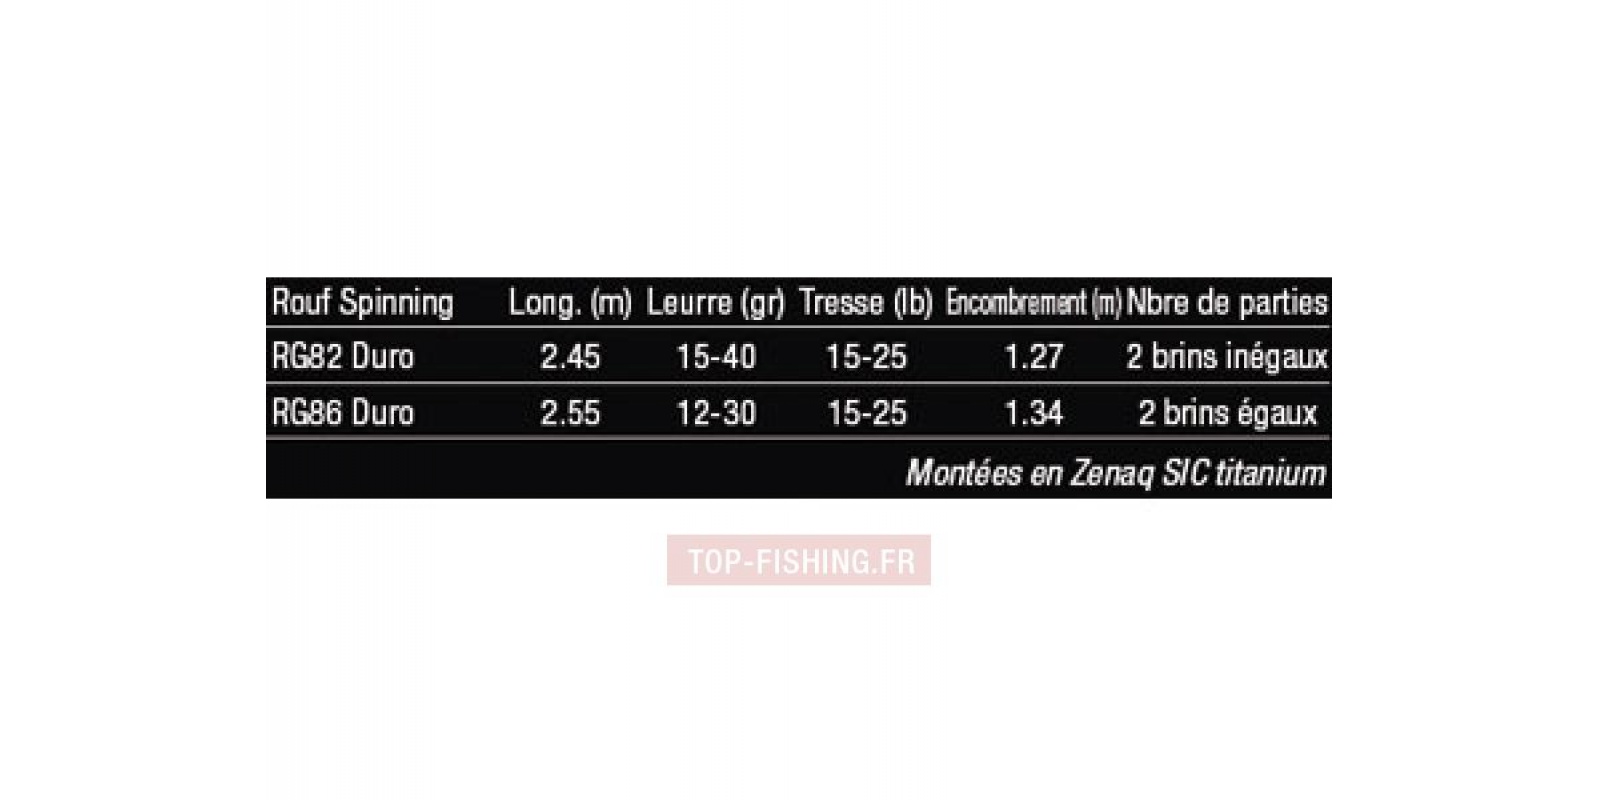 Rouf Spinning Long. (m) Leurre (gr) Tresse (lb) Encombrement (m) Nbre de parties
RG82 Duro 2.45 15-40 15-25 1.27 2 brins inégaux
RG86 Duro 2.55 12-30 15-25 1.34 2 brins égaux
Montées en Zenaq SIC titanium
TOP-FISHING.FR